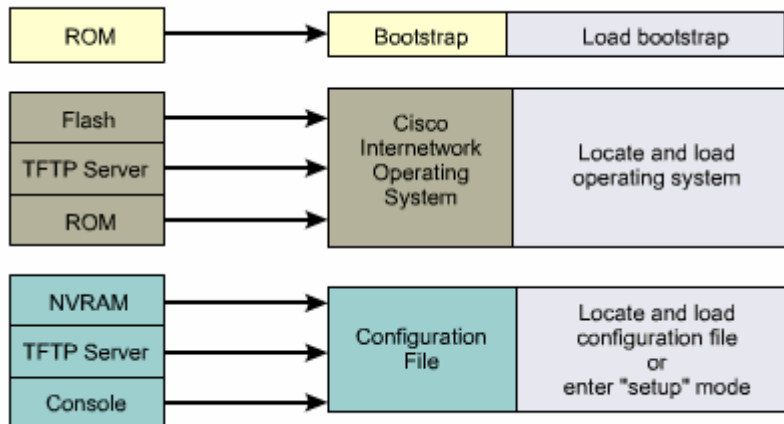 ROM
Bootstrap
Load bootstrap
Flash
TFTP Server
ROM
Cisco
Internetwork
Operating
System
Locate and load
operating system
NVRAM
TFTP Server
Console
Configuration
File
Locate and load
configuration file
or
enter "setup" mode